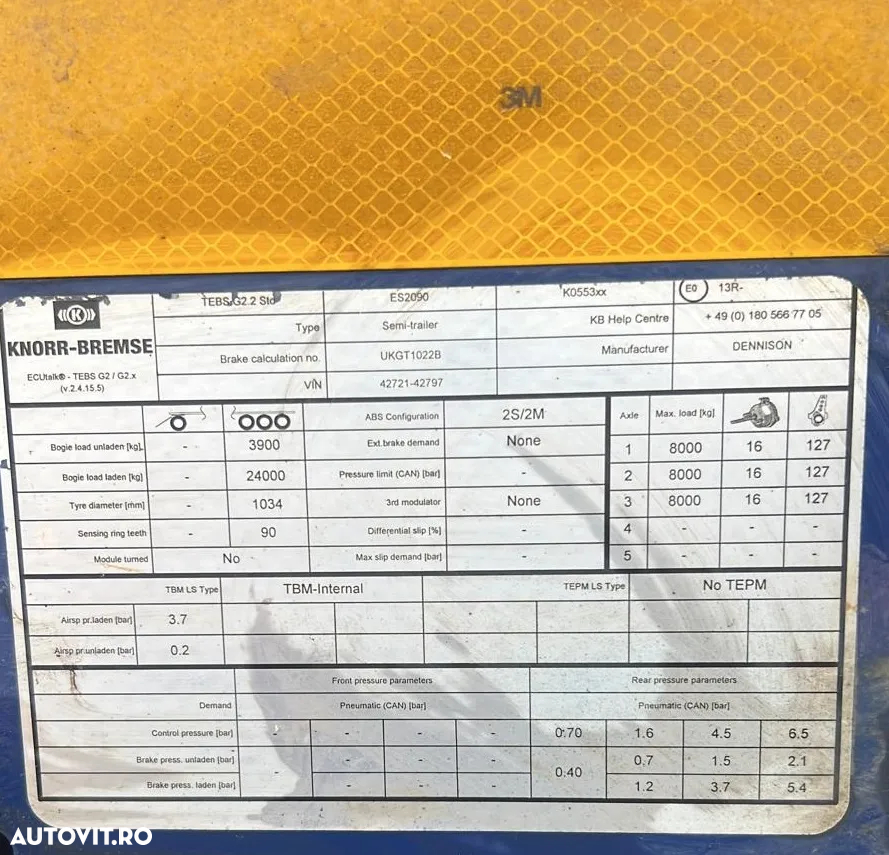 3M
TEBS G2.2 Std ES2090 - K0553xx E0 13R-
KNORR-BREMSE
ECUtalk® - TEBS G2 / G2.x
(v.2.4.15.5)
Type Semi-trailer KB Help Centre + 49 (0) 180 566 77 05
Brake calculation no. UKGT1022B Manufacturer DENNISON
VIN 42721-42797
ABS Configuration 2S/2M Axle Max. load [kg]
Bogie load unladen [kg] - 3900 Ext.brake demand None 1 8000 16 127
Bogie load laden [kg] - 24000 Pressure limit (CAN) [bar] - 2 8000 16 127
Tyre diameter [mm] - 1034 3rd modulator None 3 8000 16 127
Sensing ring teeth - 90 Differential slip [%] - 4 - - -
Module turned No Max slip demand [bar] - 5 - - -
TBM LS Type TBM-Internal TEPM LS Type No TEPM
Airsp pr.laden [bar] 3.7
Airsp pr.unladen [bar] 0.2
Front pressure parameters Rear pressure parameters
Demand Pneumatic (CAN) [bar] Pneumatic (CAN) [bar]
Control pressure [bar] - - - - 0.70 1.6 4.5 6.5
Brake press. unladen [bar] - - - - 0.40 0.7 1.5 2.1
Brake press. laden [bar] - - - 1.2 3.7 5.4
AUTOVIT.RO